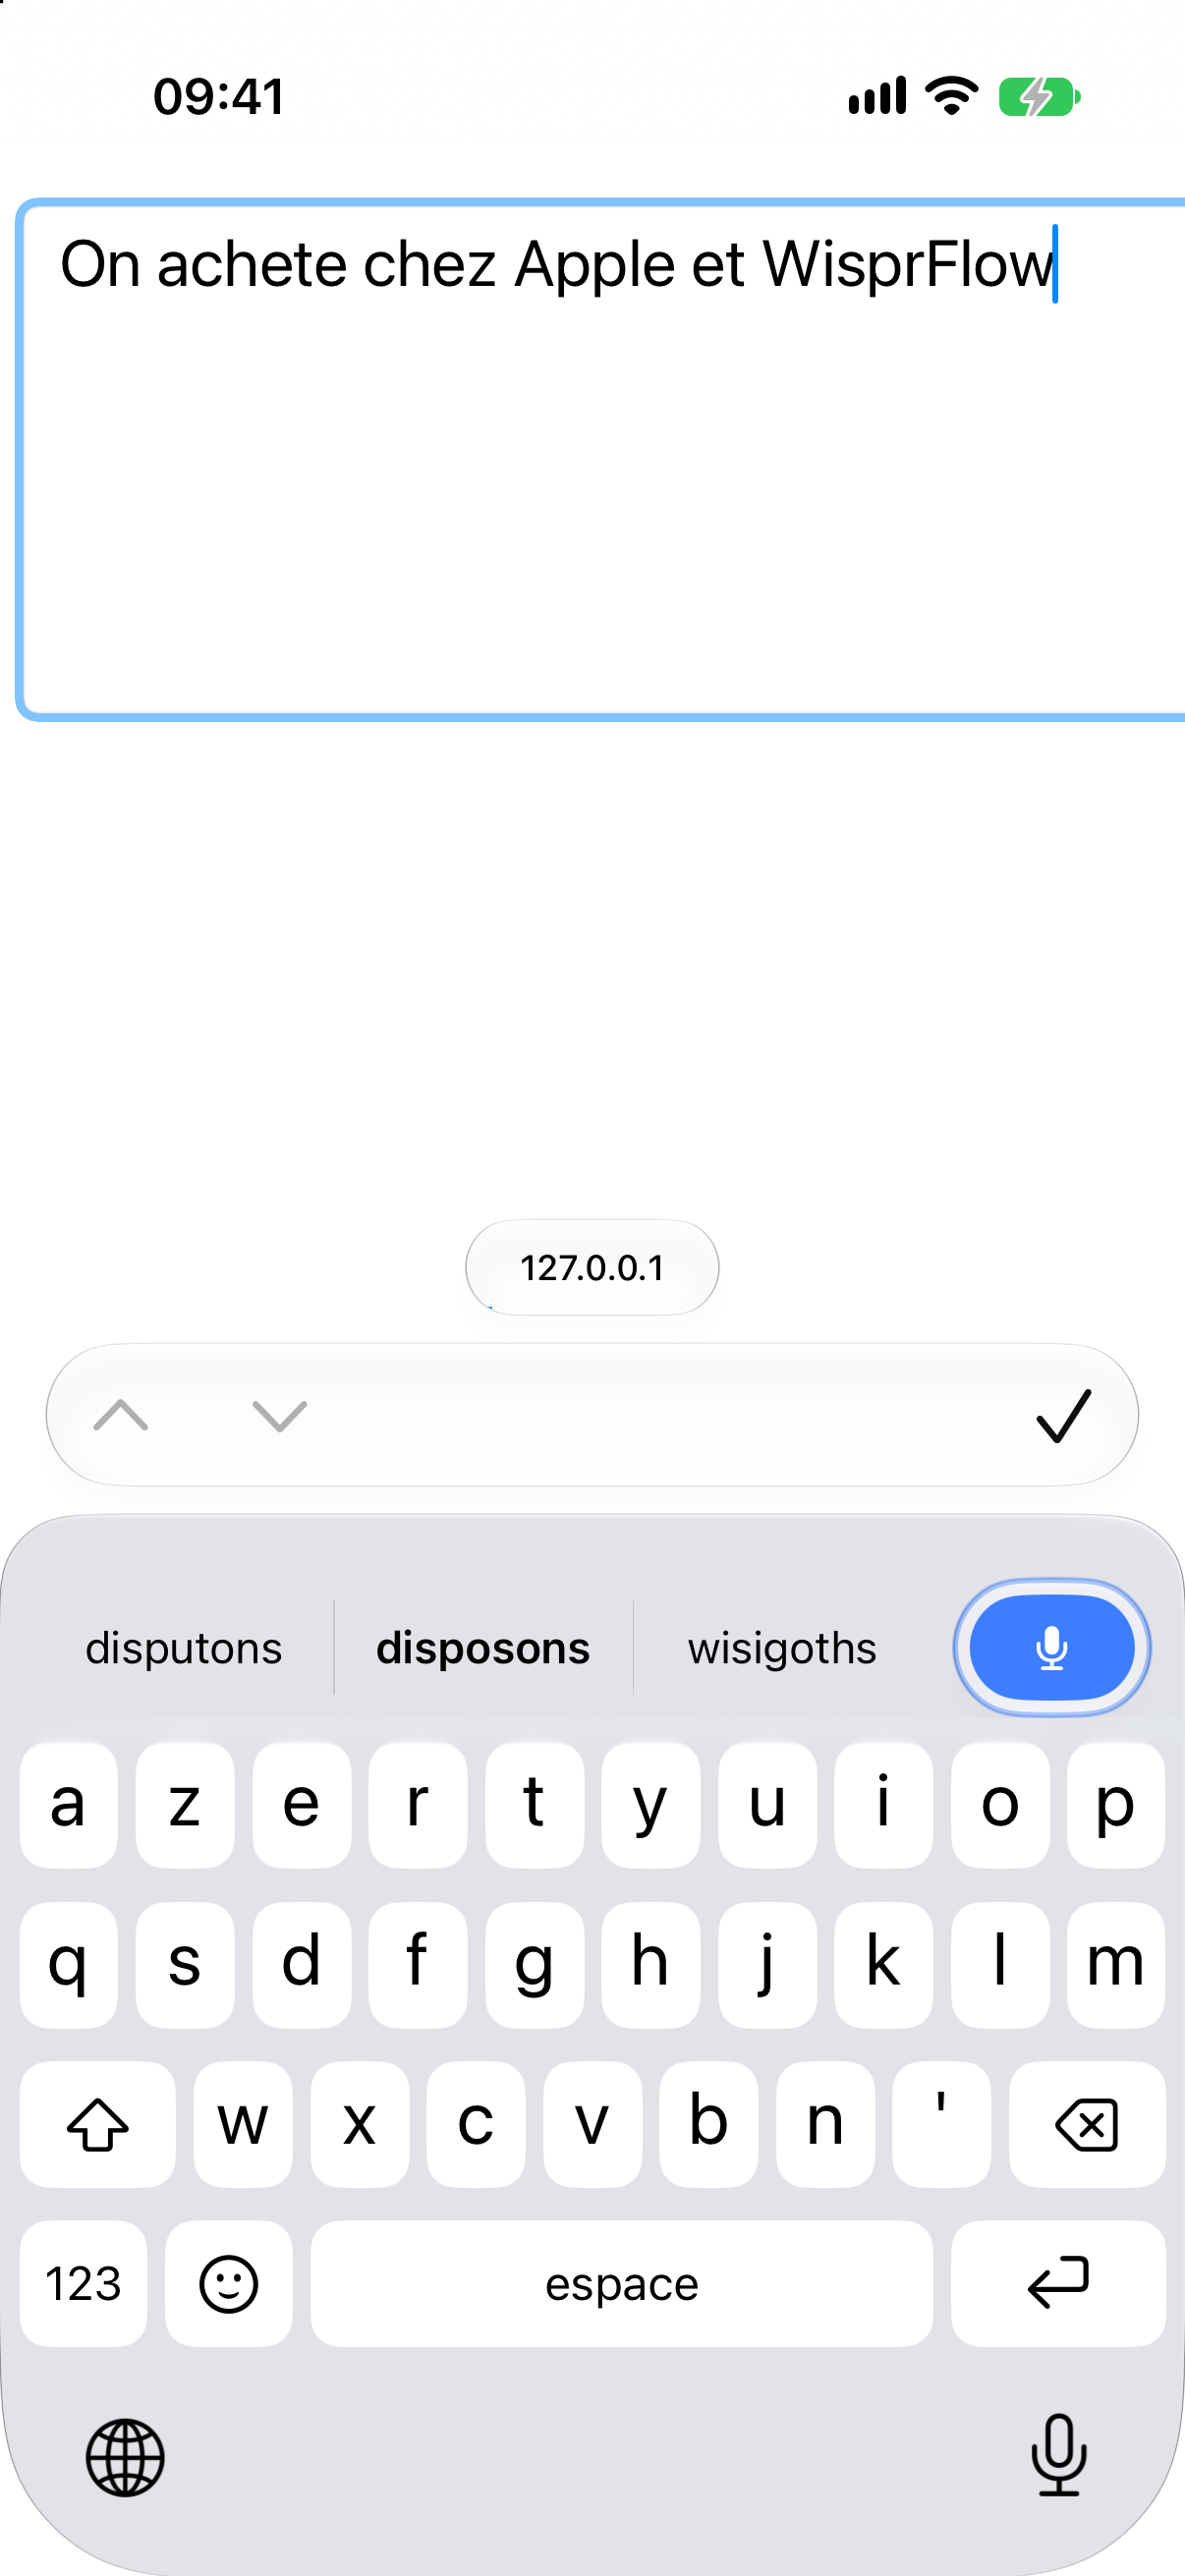 09:41
On achete chez Apple et WisprFlow
127.0.0.1
disputons disposons wisigoths
a z e r t y u i o p
q s d f g h j k l m
w x c v b n '
123 espace